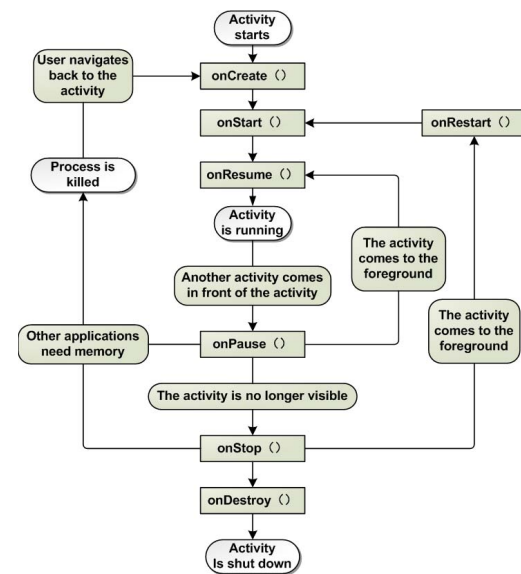 Activity
starts
User navigates
back to the
activity
onCreate（）
onStart（）
onRestart（）
onResume（）
Process is
killed
Activity
is running
The activity
comes to the
foreground
Another activity comes
in front of the activity
The activity
comes to the
foreground
Other applications
need memory
onPause（）
The activity is no longer visible
onStop（）
onDestroy（）
Activity
Is shut down